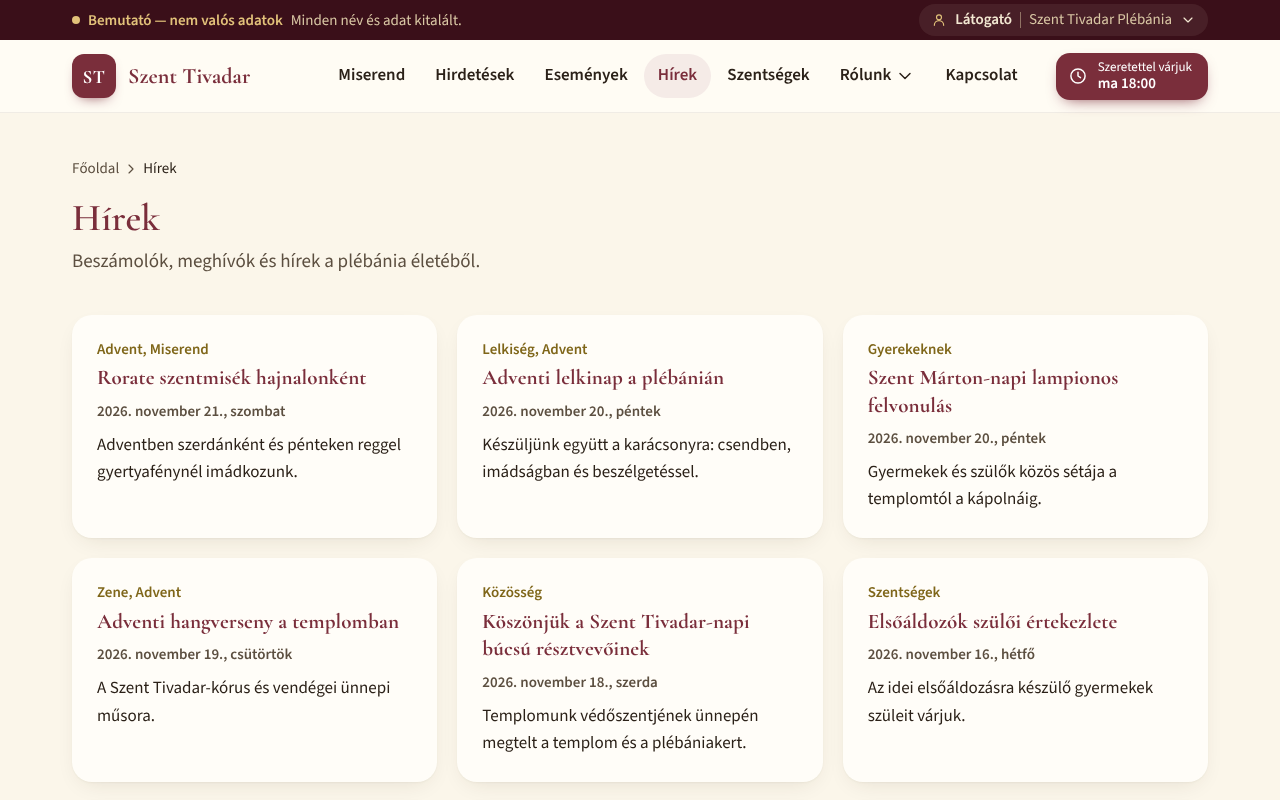 Bemutató — nem valós adatok Minden név és adat kitalált.
Látogató Szent Tivadar Plébánia
ST Szent Tivadar
Miserend Hirdetések Események Hírek Szentségek Rólunk Kapcsolat
Szeretettel várjuk
ma 18:00
Főoldal Hírek
Hírek
Beszámolók, meghívók és hírek a plébánia életéből.
Advent, Miserend
Rorate szentmisék hajnalonként
2026. november 21., szombat
Adventben szerdánként és pénteken reggel
gyertyafénynél imádkozunk.
Lelkiség, Advent
Adventi lelkinap a plébánián
2026. november 20., péntek
Készüljünk együtt a karácsonyra: csendben,
imádságban és beszélgetéssel.
Gyerekeknek
Szent Márton-napi lampionos
felvonulás
2026. november 20., péntek
Gyermekek és szülők közös sétája a
templomtól a kápolnáig.
Zene, Advent
Adventi hangverseny a templomban
2026. november 19., csütörtök
A Szent Tivadar-kórus és vendégei ünnepi
műsora.
Közösség
Köszönjük a Szent Tivadar-napi
búcsú résztvevőinek
2026. november 18., szerda
Templomunk védőszentjének ünnepén
megtelt a templom és a plébániakert.
Szentségek
Elsőáldozók szülői értekezlete
2026. november 16., hétfő
Az idei elsőáldozásra készülő gyermekek
szüleit várjuk.